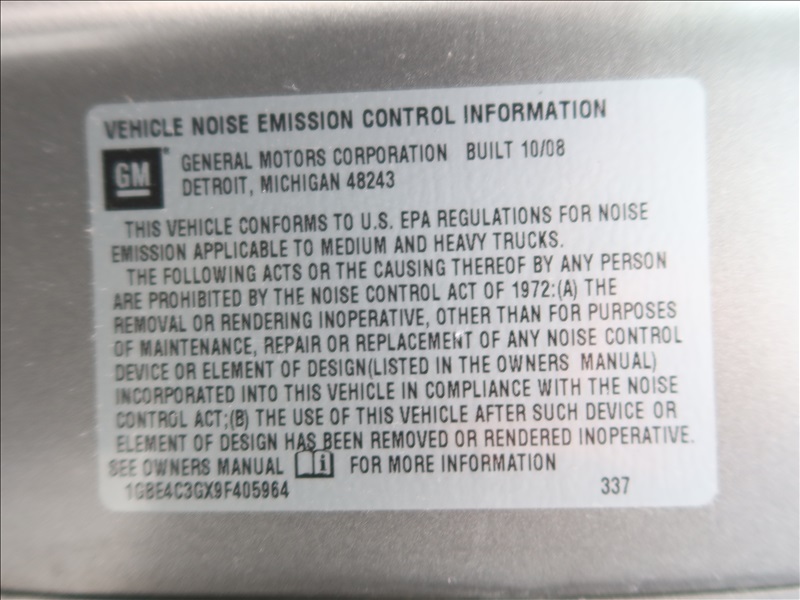 VEHICLE NOISE EMISSION CONTROL INFORMATION
GM GENERAL MOTORS CORPORATION BUILT 10/08
DETROIT, MICHIGAN 48243
THIS VEHICLE CONFORMS TO U.S. EPA REGULATIONS FOR NOISE
EMISSION APPLICABLE TO MEDIUM AND HEAVY TRUCKS.
THE FOLLOWING ACTS OR THE CAUSING THEREOF BY ANY PERSON
ARE PROHIBITED BY THE NOISE CONTROL ACT OF 1972:(A) THE
REMOVAL OR RENDERING INOPERATIVE, OTHER THAN FOR PURPOSES
OF MAINTENANCE, REPAIR OR REPLACEMENT OF ANY NOISE CONTROL
DEVICE OR ELEMENT OF DESIGN(LISTED IN THE OWNERS MANUAL)
INCORPORATED INTO THIS VEHICLE IN COMPLIANCE WITH THE NOISE
CONTROL ACT;(B) THE USE OF THIS VEHICLE AFTER SUCH DEVICE OR
ELEMENT OF DESIGN HAS BEEN REMOVED OR RENDERED INOPERATIVE.
SEE OWNERS MANUAL i FOR MORE INFORMATION
1GBE4C3GX9F405964 337